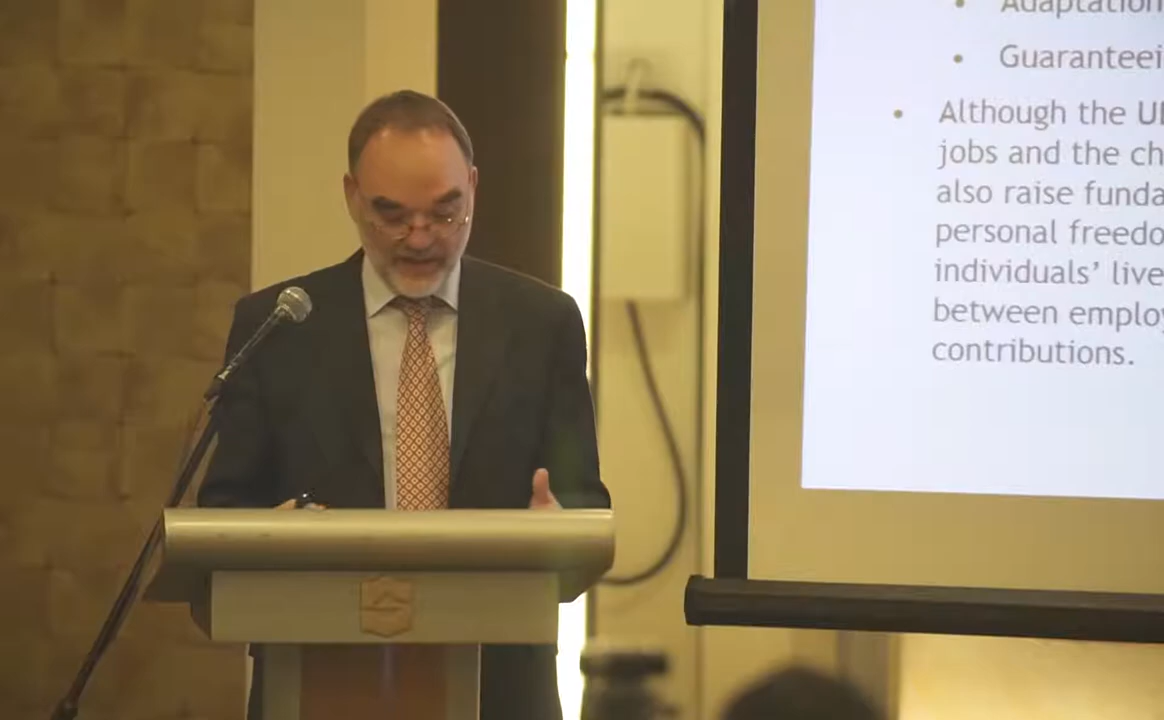 Adaptation
Guaranteei
Although the U
jobs and the ch
also raise funda
personal freedo
individuals' live
between employ
contributions.